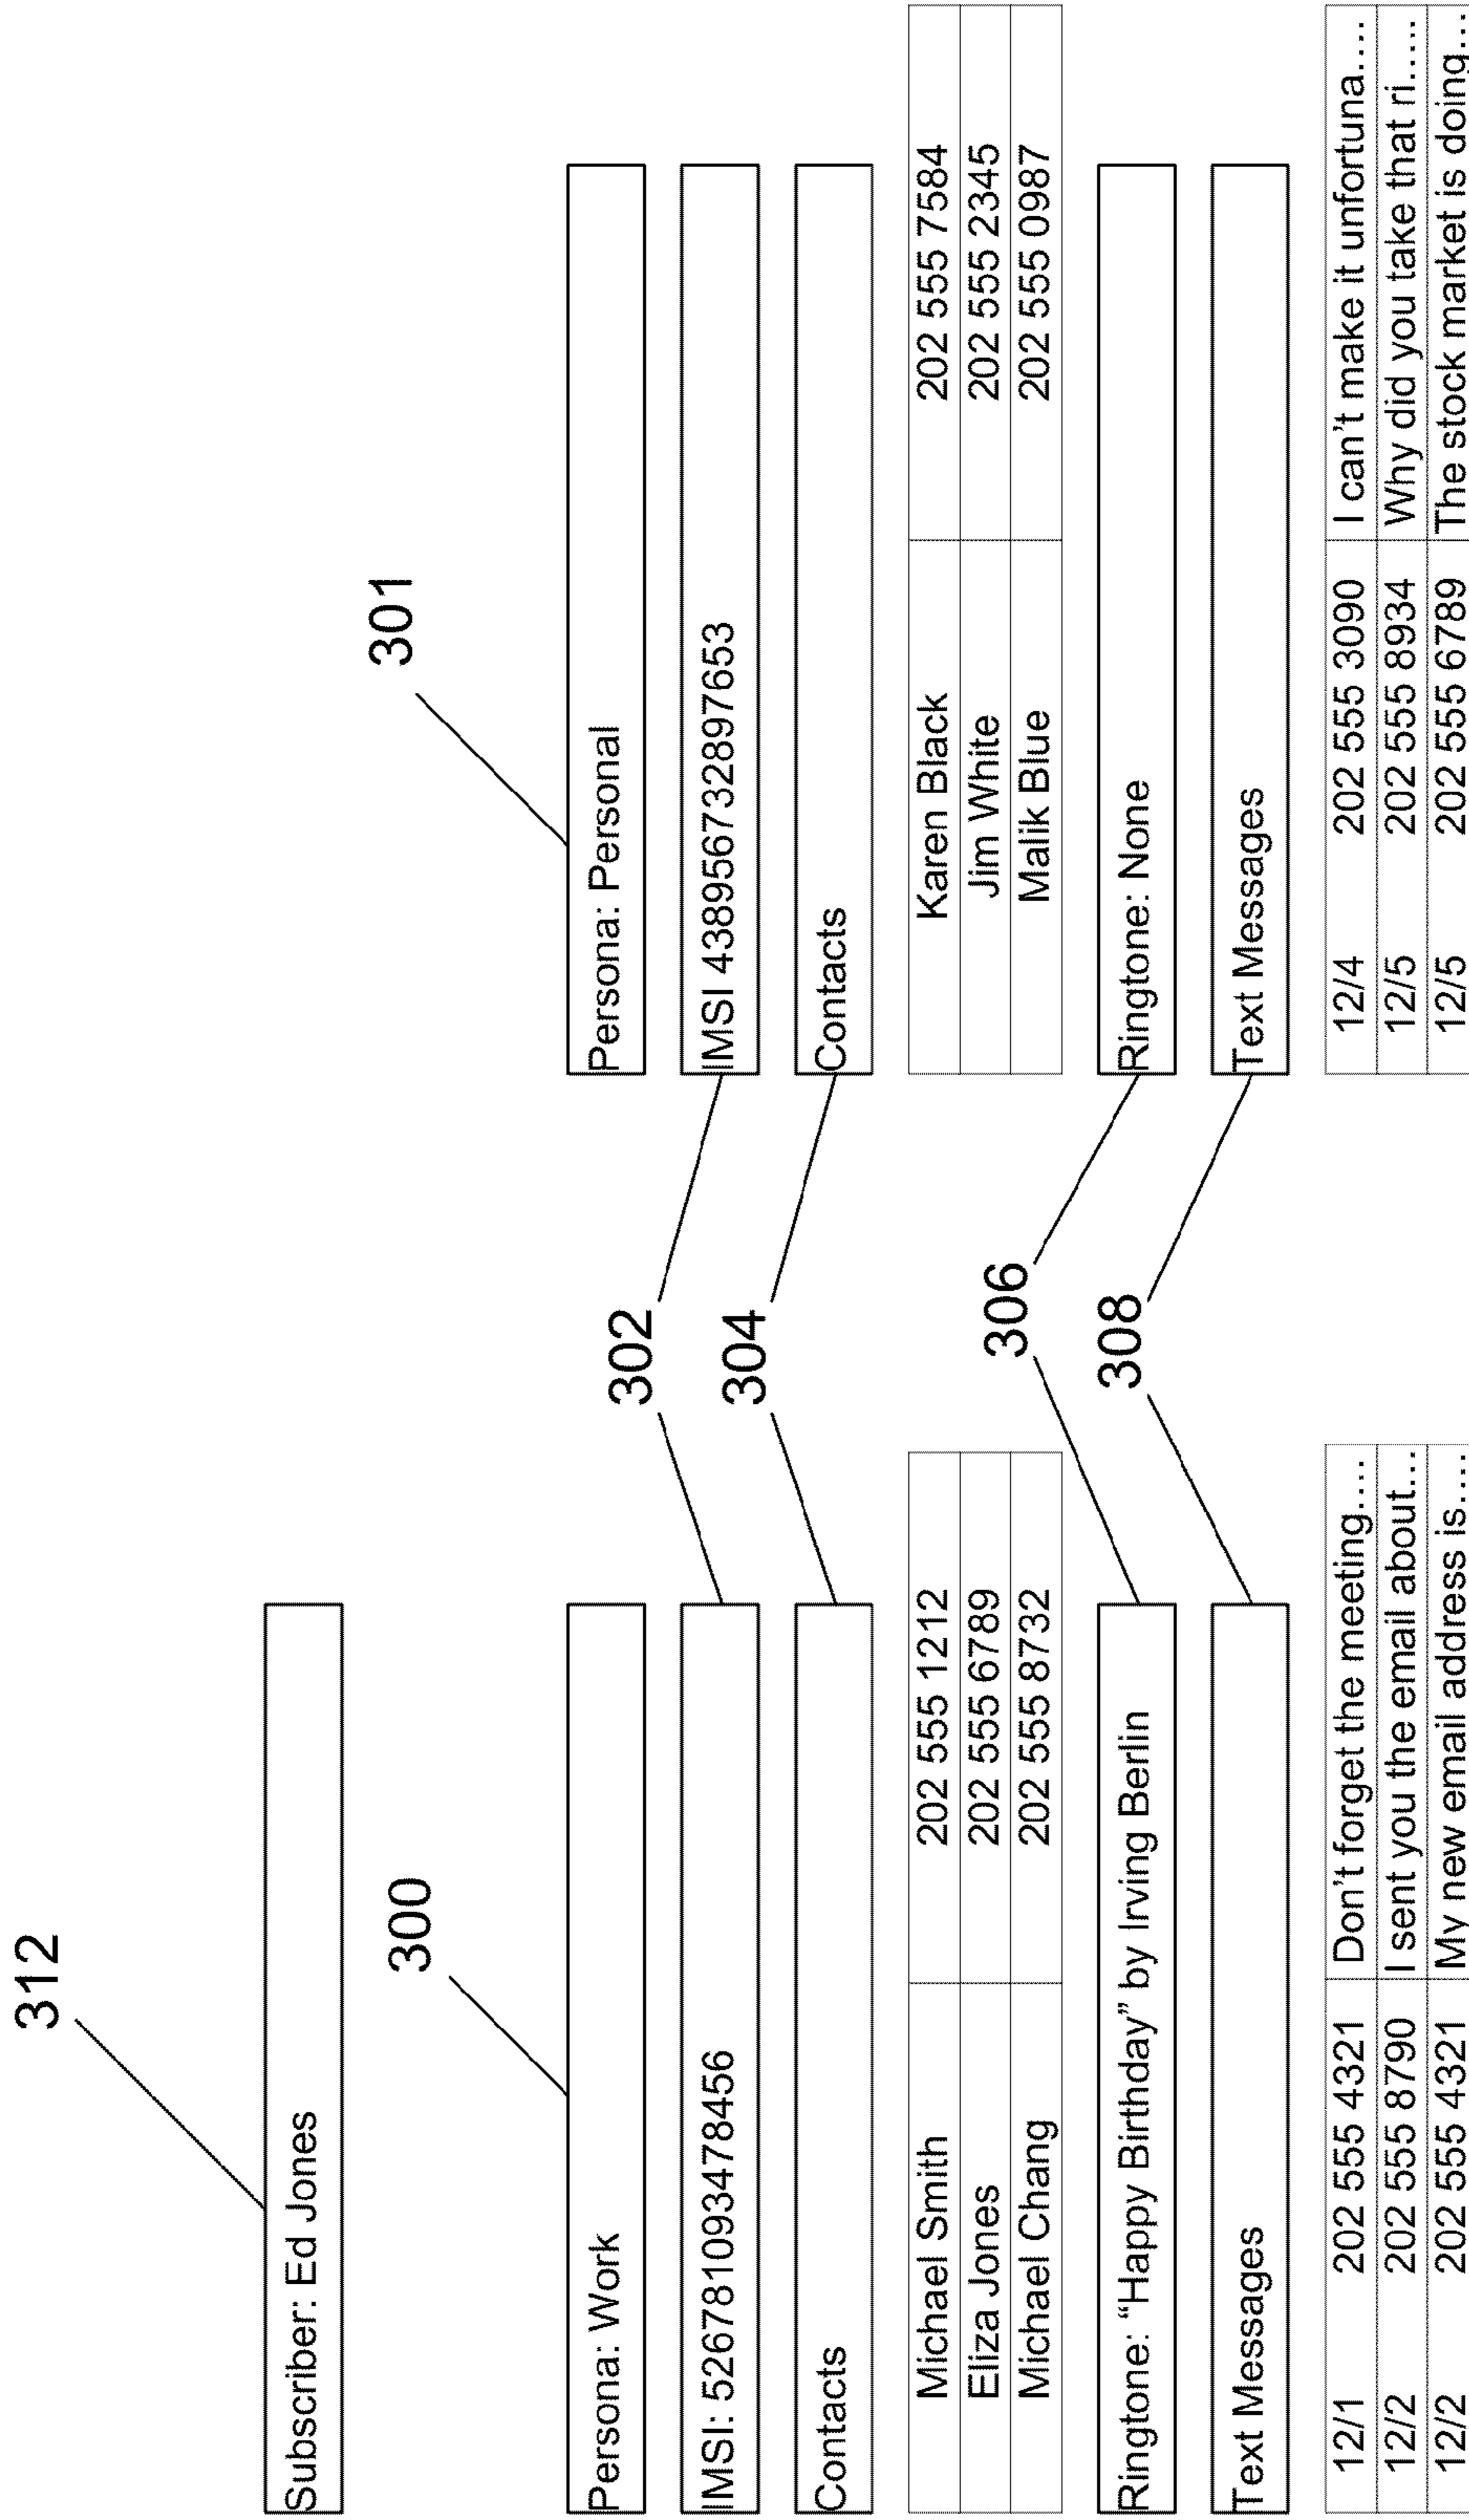 312
Subscriber: Ed Jones
300
301
Persona: Work
Persona: Personal
302
IMSI: 526781093478456
IMSI 438956732897653
304
Contacts
Contacts
Michael Smith 202 555 1212
Eliza Jones 202 555 6789
Michael Chang 202 555 8732
Karen Black 202 555 7584
Jim White 202 555 2345
Malik Blue 202 555 0987
306
Ringtone: “Happy Birthday” by Irving Berlin
Ringtone: None
308
Text Messages
Text Messages
12/1 202 555 4321 Don’t forget the meeting....
12/2 202 555 8790 I sent you the email about...
12/2 202 555 4321 My new email address is....
12/4 202 555 3090 I can’t make it unfortuna....
12/5 202 555 8934 Why did you take that ri.....
12/5 202 555 6789 The stock market is doing...